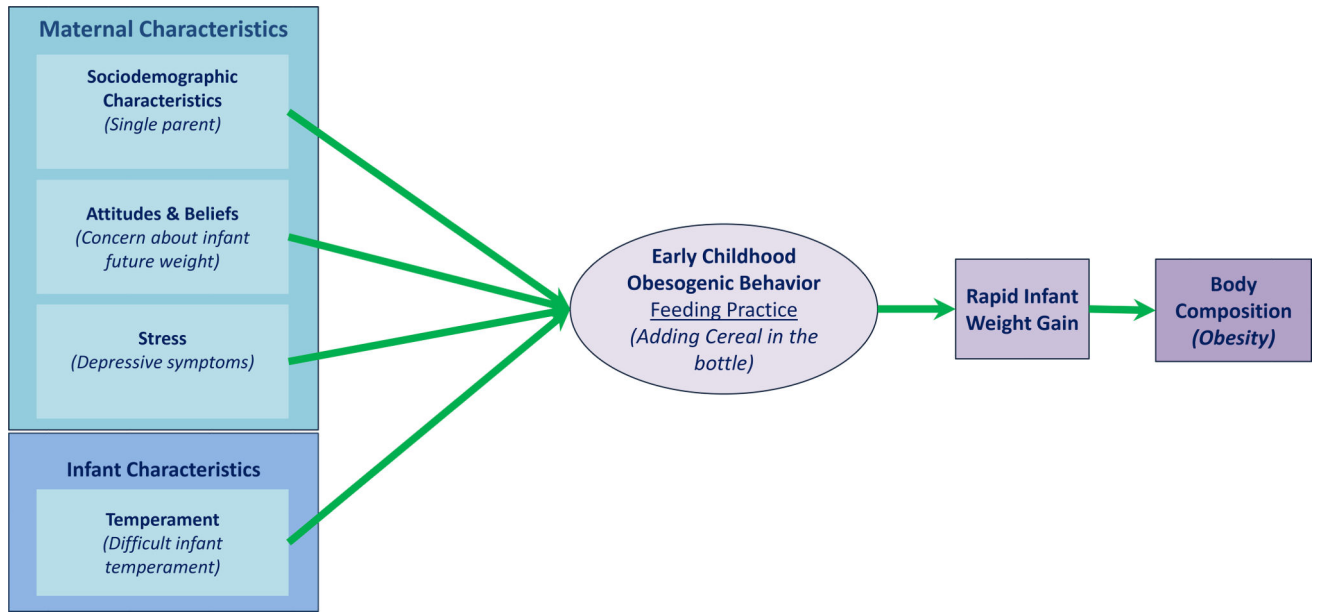 Maternal Characteristics
Sociodemographic
Characteristics
(Single parent)
Attitudes & Beliefs
(Concern about infant
future weight)
Stress
(Depressive symptoms)
Infant Characteristics
Temperament
(Difficult infant
temperament)
Early Childhood
Obesogenic Behavior
Feeding Practice
(Adding Cereal in the
bottle)
Rapid Infant
Weight Gain
Body
Composition
(Obesity)